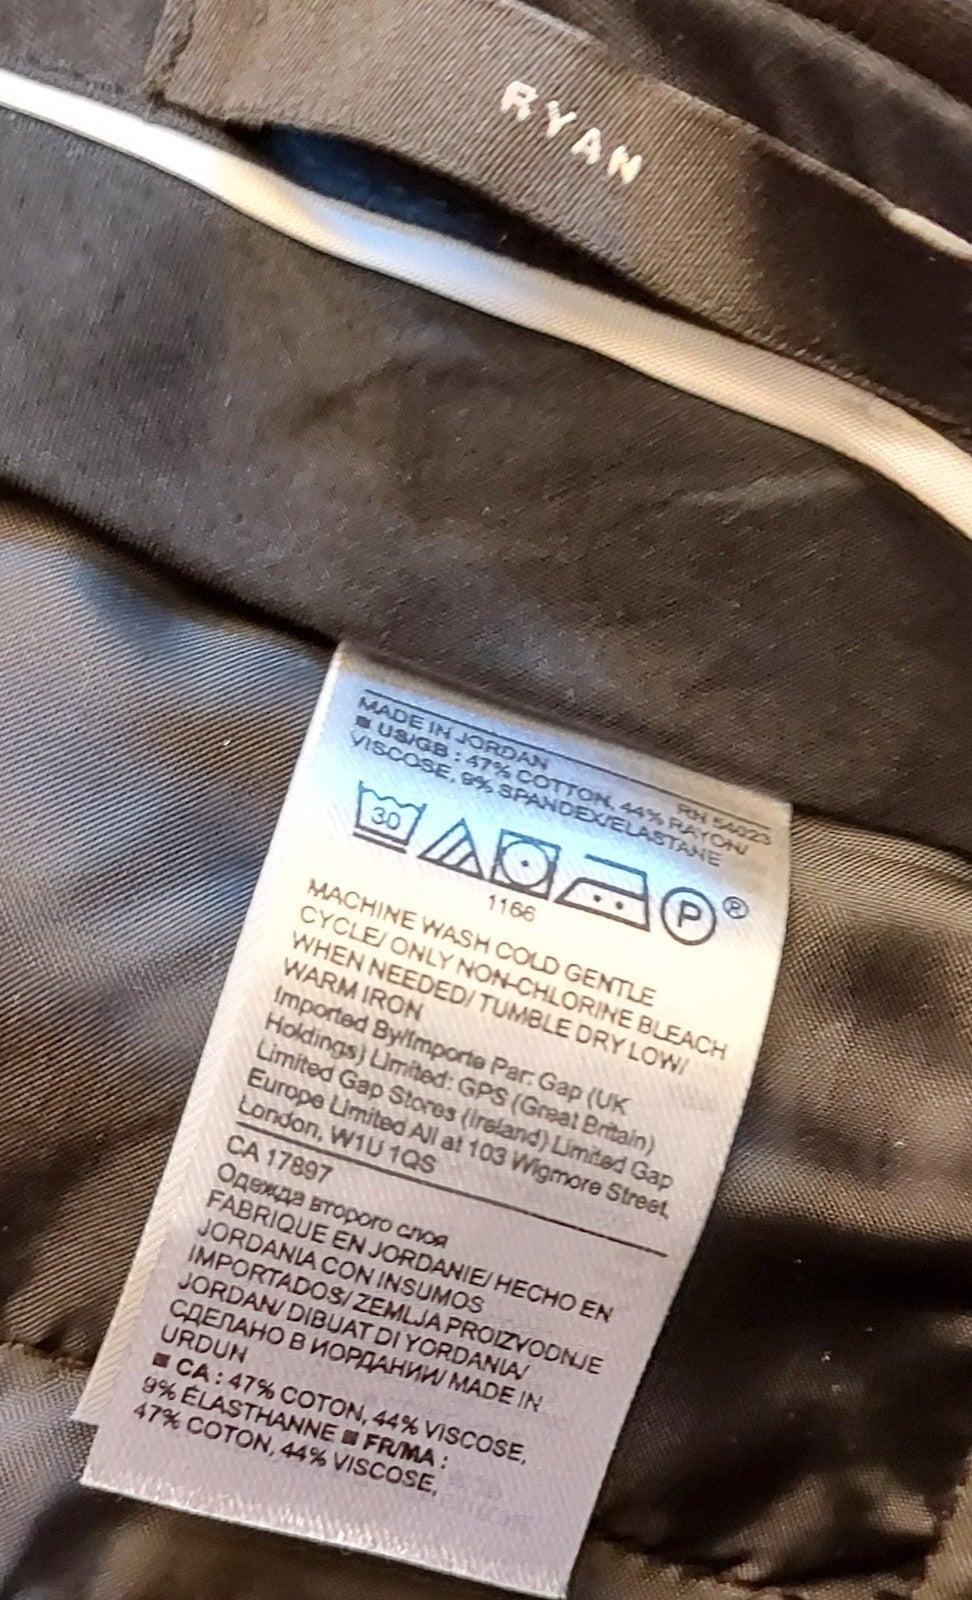 RYAN
MADE IN JORDAN
RN 54023
■ US/GB : 47% COTTON, 44% RAYON/
VISCOSE, 9% SPANDEX/ELASTANE
30
P ®
1166
MACHINE WASH COLD GENTLE
CYCLE/ ONLY NON-CHLORINE BLEACH
WHEN NEEDED/ TUMBLE DRY LOW/
WARM IRON
Imported By/Importe Par: Gap (UK
Holdings) Limited: GPS (Great Britain)
Limited Gap Stores (Ireland) Limited Gap
Europe Limited All at 103 Wigmore Street,
London, W1U 1QS
CA 17897
Одежда второго слоя
FABRIQUE EN JORDANIE/ HECHO EN
JORDANIA CON INSUMOS
IMPORTADOS/ ZEMLJA PROIZVODNJE
JORDAN/ DIBUAT DI YORDANIA/
СДЕЛАНО В ИОРДАНИИ/ MADE IN
URDUN
■ CA : 47% COTON, 44% VISCOSE,
9% ÉLASTHANNE ■ FR/MA :
47% COTON, 44% VISCOSE,